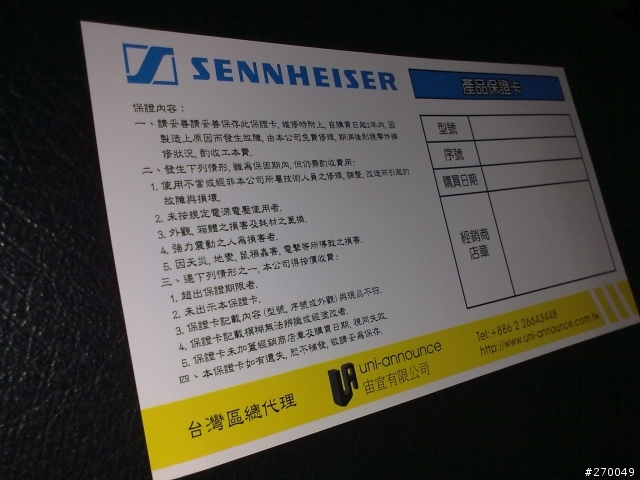 SENNHEISER
產品保證卡
保證內容：
一、請妥善請妥善保存此保證卡, 維修時附上, 自購買日起2年內, 因
製造上原因而發生故障, 由本公司免費修理, 期滿後則視零件損
修狀況, 酌收工本費.
二、發生下列情形, 雖為保固期內, 但仍需酌收費用:
1. 使用不當或經非本公司所屬技術人員之修理, 調整, 改造而引起的
故障與損壞.
2. 未按規定電源電壓使用者.
3. 外觀, 箱體之損害及耗材之更換.
4. 強力震動之人為損害者.
5. 因天災, 地變, 鼠禍蟲害, 電擊等所導致之損害.
三、遇下列情形之一, 本公司得按價收費:
1. 超出保證期限者.
2. 未出示本保證卡.
3. 保證卡記載內容 (型號, 序號或外觀) 與現品不符.
4. 保證卡記載模糊無法辨識或經塗改者.
5. 保證卡未加蓋經銷商店章及購買日期, 視同失效.
四、本保證卡如有遺失, 恕不補發, 敬請妥為保存.
型號
序號
購買日期
經銷商
店章
台灣區總代理
uni-announce
宙宣有限公司
Tel:+886 2 26643448
http://www.uni-announce.com.tw
#270049